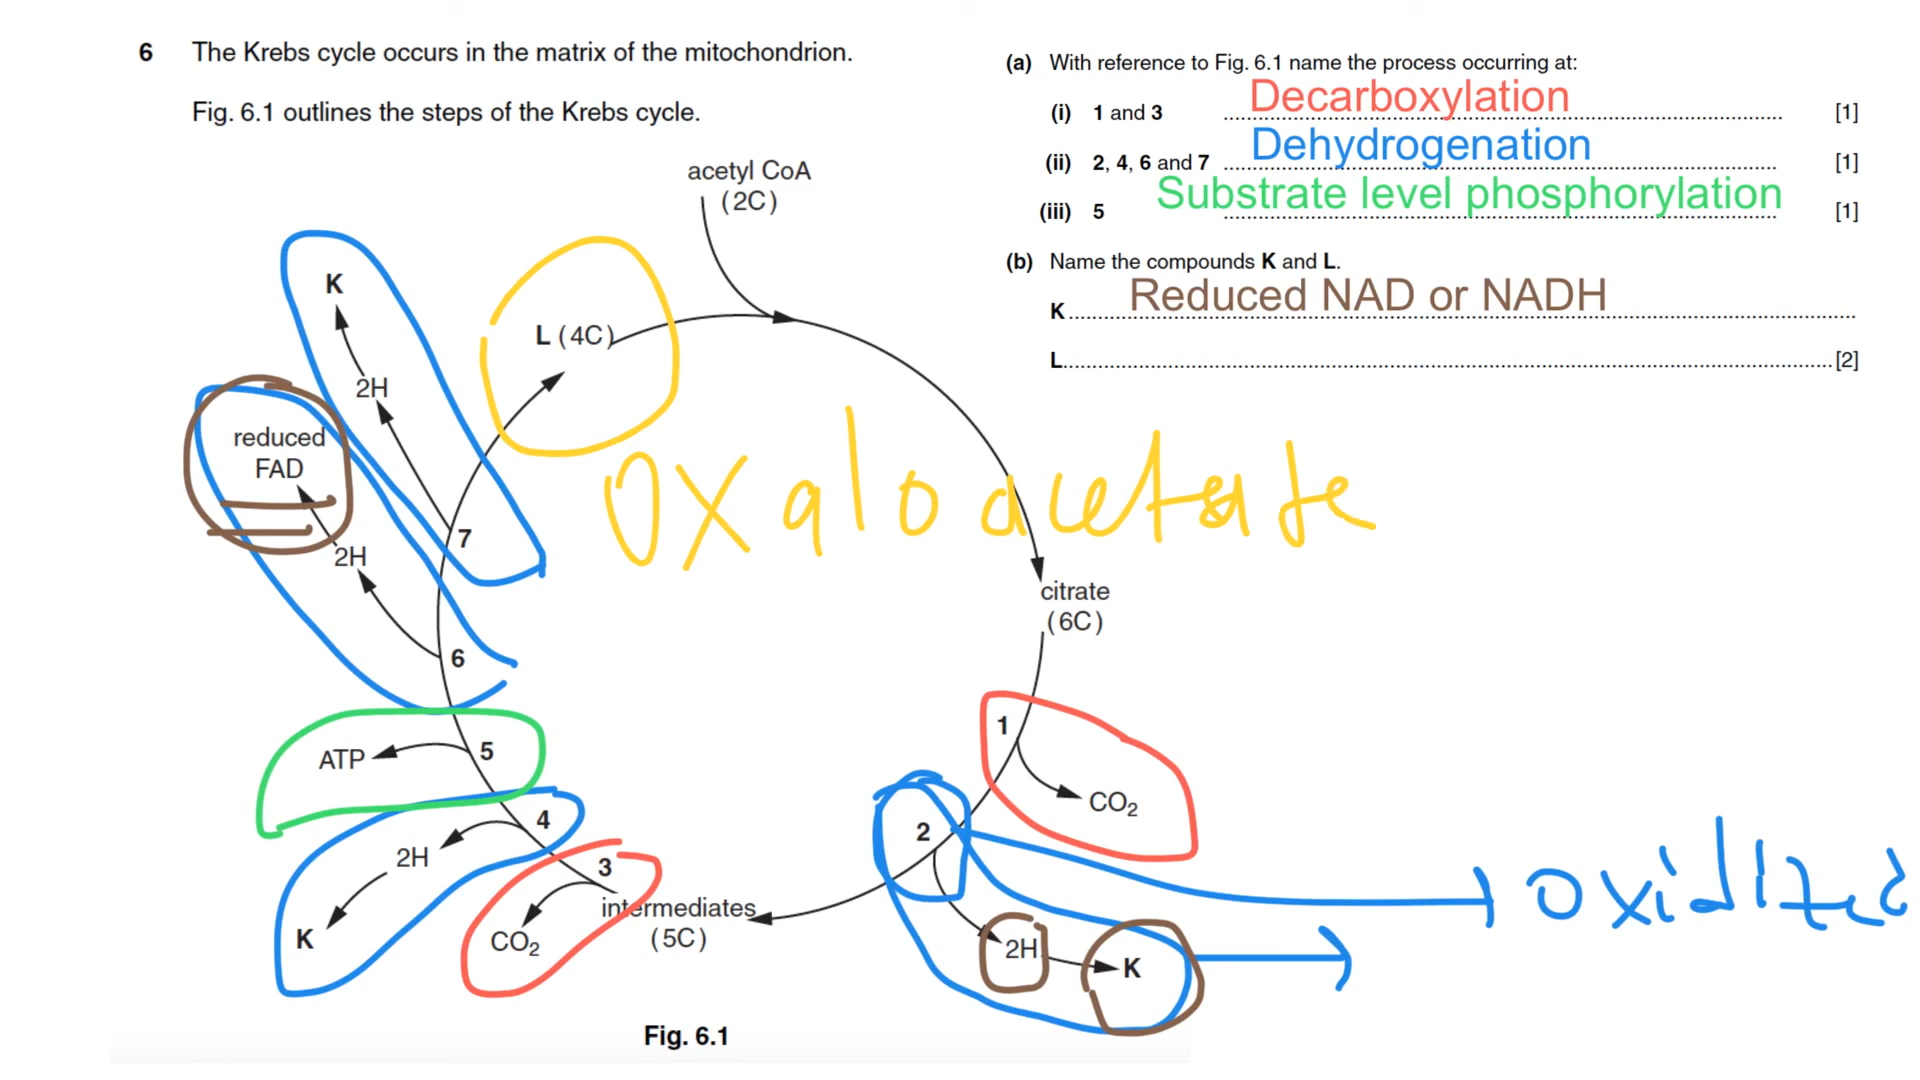 6 The Krebs cycle occurs in the matrix of the mitochondrion.
Fig. 6.1 outlines the steps of the Krebs cycle.
acetyl CoA
(2C)
K
L (4C)
2H
reduced
FAD
7
2H
6
Oxaloacetate
citrate
(6C)
ATP
5
1
CO2
4
2
2H
3
K
CO2
intermediates
(5C)
2H
K
Oxidized
Fig. 6.1
(a) With reference to Fig. 6.1 name the process occurring at:
(i) 1 and 3 Decarboxylation [1]
(ii) 2, 4, 6 and 7 Dehydrogenation [1]
(iii) 5 Substrate level phosphorylation [1]
(b) Name the compounds K and L.
K Reduced NAD or NADH
L [2]